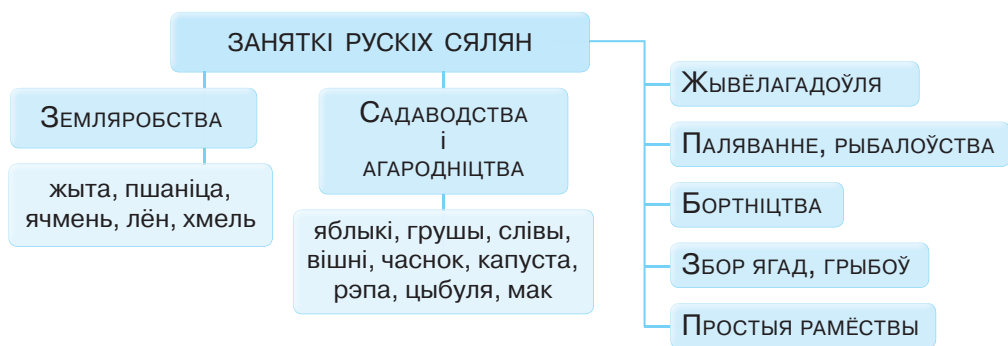 ЗАНЯТКІ РУСКІХ СЯЛЯН
ЗЕМЛЯРОБСТВА
жыта, пшаніца,
ячмень, лён, хмель
САДАВОДСТВА
і
АГАРОДНІЦТВА
яблыкі, грушы, слівы,
вішні, часнок, капуста,
рэпа, цыбуля, мак
ЖЫВЁЛАГАДОЎЛЯ
ПАЛЯВАННЕ, РЫБАЛОЎСТВА
БОРТНІЦТВА
ЗБОР ЯГАД, ГРЫБОЎ
ПРОСТЫЯ РАМЁСТВЫ